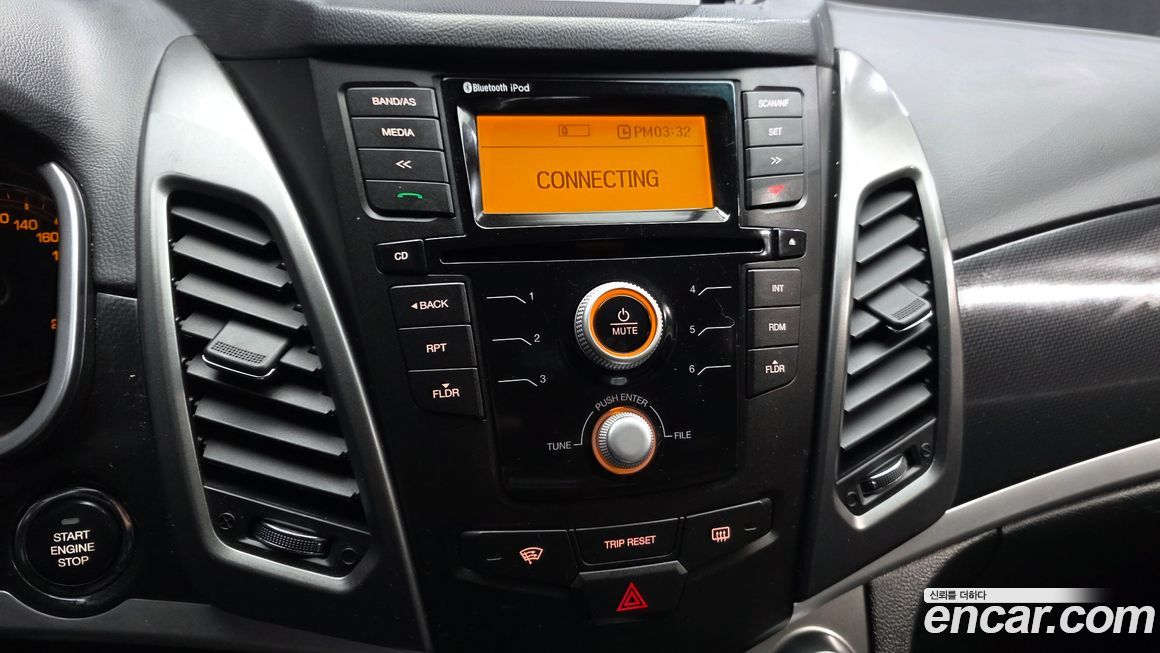 Bluetooth iPod
BAND/AS
MEDIA
SCAN/INF
SET
0
PM03:32
CONNECTING
CD
BACK
RPT
FLDR
1
2
3
MUTE
4
5
6
INT
RDM
FLDR
PUSH ENTER
TUNE
FILE
140
160
START
ENGINE
STOP
TRIP RESET
신뢰를 더하다
encar.com